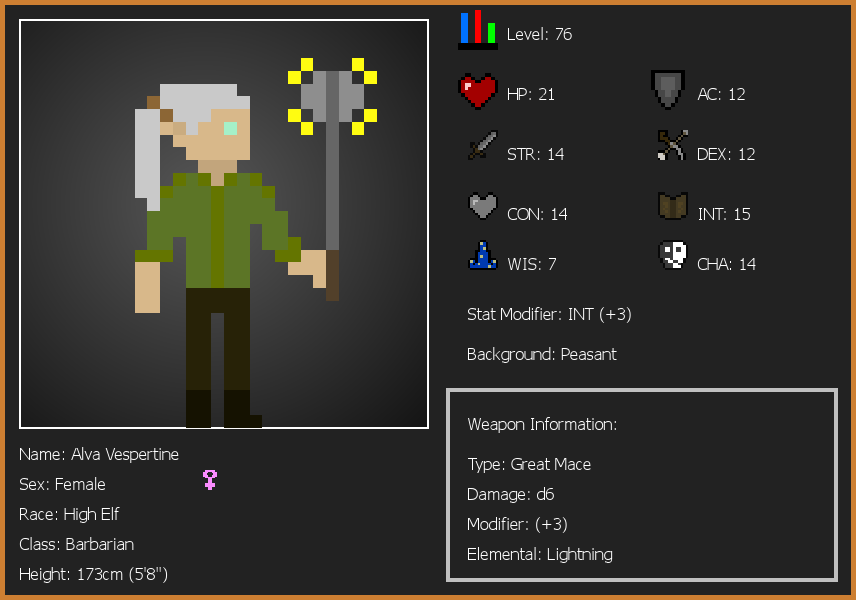 Level: 76
HP: 21
AC: 12
STR: 14
DEX: 12
CON: 14
INT: 15
WIS: 7
CHA: 14
Stat Modifier: INT (+3)
Background: Peasant
Weapon Information:
Type: Great Mace
Damage: d6
Modifier: (+3)
Elemental: Lightning
Name: Alva Vespertine
Sex: Female
Race: High Elf
Class: Barbarian
Height: 173cm (5'8")